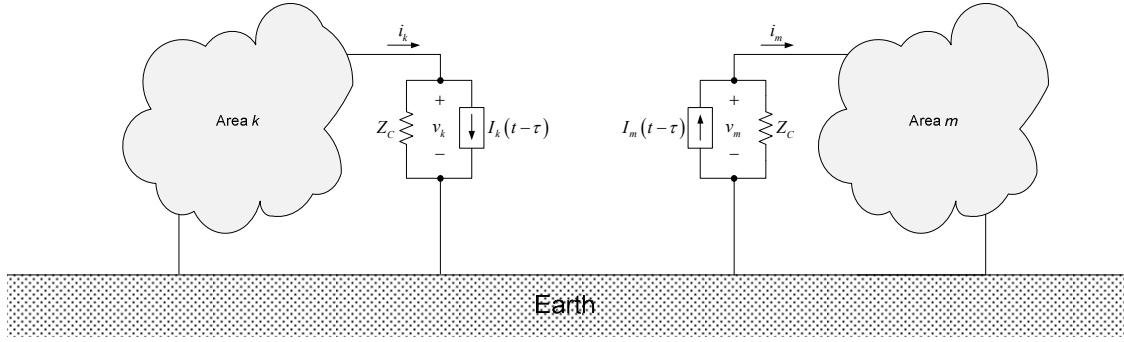 i_k
i_m
Area k
Z_C
+
v_k
−
I_k(t−τ)
I_m(t−τ)
+
v_m
−
Z_C
Area m
Earth